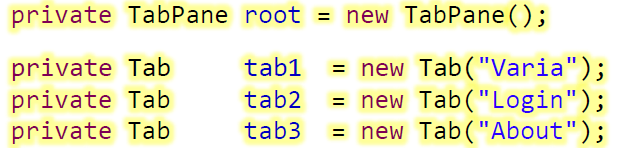 private TabPane root = new TabPane();
private Tab     tab1  = new Tab("Varia");
private Tab     tab2  = new Tab("Login");
private Tab     tab3  = new Tab("About");